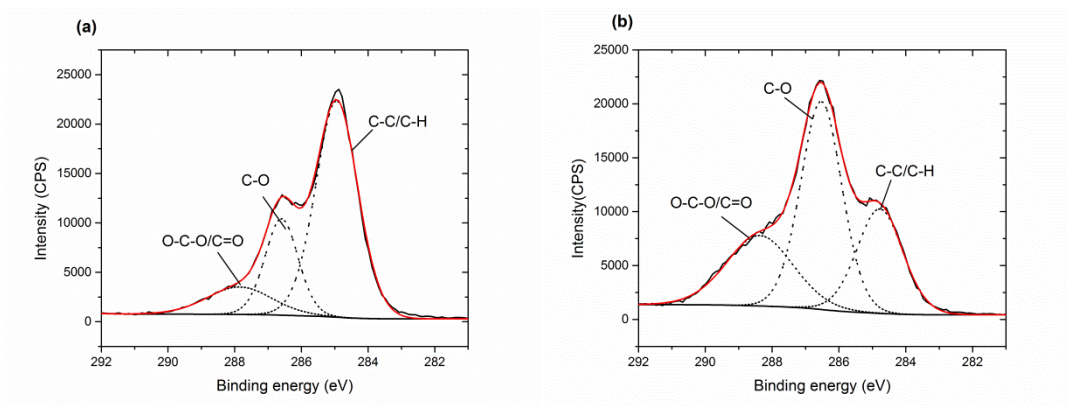 (a)
25000
20000
15000
10000
5000
0
Intensity (CPS)
C-C/C-H
C-O
O-C-O/C=O
292 290 288 286 284 282
Binding energy (eV)
(b)
25000
20000
15000
10000
5000
0
Intensity(CPS)
C-O
C-C/C-H
O-C-O/C=O
292 290 288 286 284 282
Binding energy (eV)